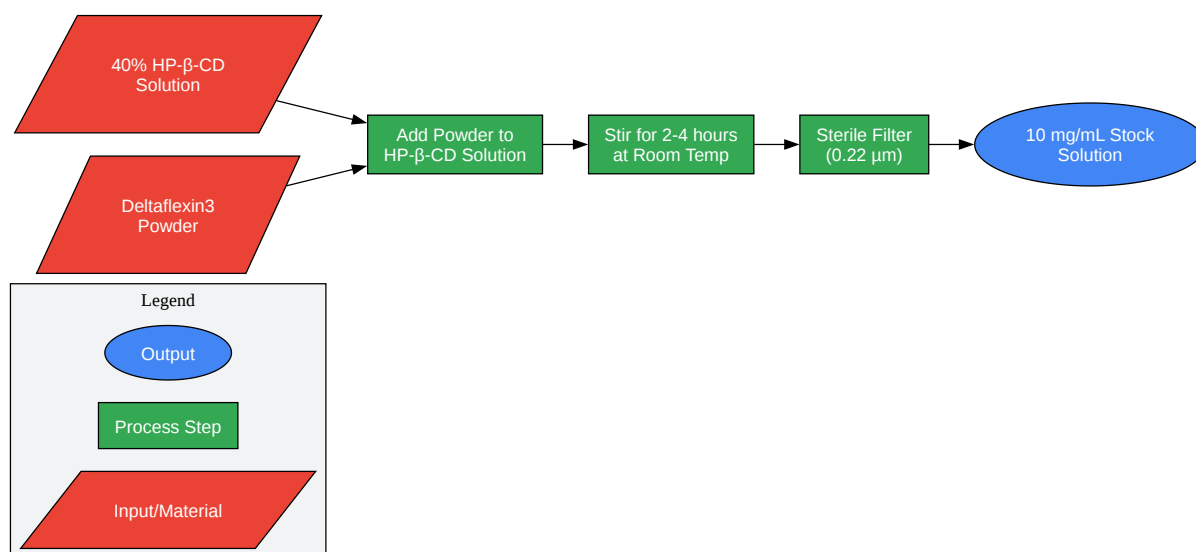 40% HP-β-CD
Solution
Deltaflexin3
Powder
Add Powder to
HP-β-CD Solution
Stir for 2-4 hours
at Room Temp
Sterile Filter
(0.22 µm)
10 mg/mL Stock
Solution
Legend
Output
Process Step
Input/Material